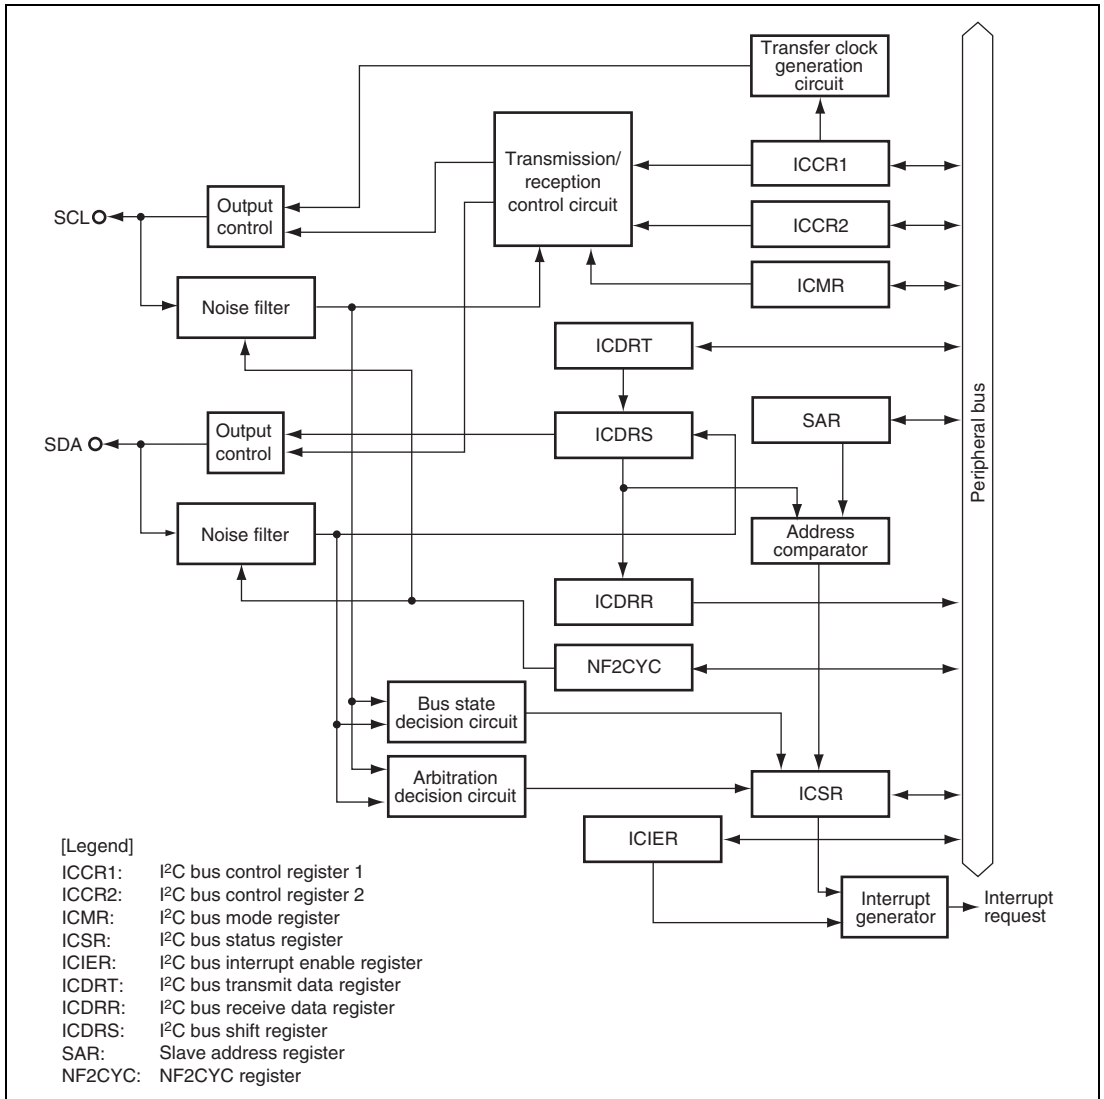 Transfer clock
generation
circuit
Transmission/
reception
control circuit
ICCR1
SCL
Output
control
ICCR2
ICMR
Noise filter
ICDRT
Peripheral bus
SAR
SDA
Output
control
ICDRS
Noise filter
Address
comparator
ICDRR
NF2CYC
Bus state
decision circuit
Arbitration
decision circuit
ICSR
ICIER
Interrupt
generator
Interrupt
request
[Legend]
ICCR1: I²C bus control register 1
ICCR2: I²C bus control register 2
ICMR: I²C bus mode register
ICSR: I²C bus status register
ICIER: I²C bus interrupt enable register
ICDRT: I²C bus transmit data register
ICDRR: I²C bus receive data register
ICDRS: I²C bus shift register
SAR: Slave address register
NF2CYC: NF2CYC register